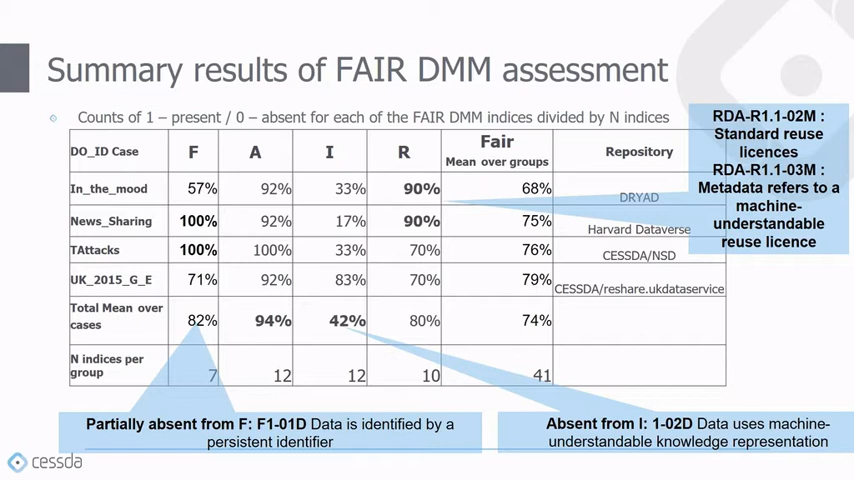 Summary results of FAIR DMM assessment
Counts of 1 – present / 0 – absent for each of the FAIR DMM indices divided by N indices
DO_ID Case F A I R Fair Mean over groups Repository
In_the_mood 57% 92% 33% 90% 68% DRYAD
News_Sharing 100% 92% 17% 90% 75% Harvard Dataverse
TAttacks 100% 100% 33% 70% 76% CESSDA/NSD
UK_2015_G_E 71% 92% 83% 70% 79% CESSDA/reshare.ukdataservice
Total Mean over
cases 82% 94% 42% 80% 74%
N indices per
group 7 12 12 10 41
RDA-R1.1-02M :
Standard reuse
licences
RDA-R1.1-03M :
Metadata refers to a
machine-
understandable
reuse licence
Partially absent from F: F1-01D Data is identified by a
persistent identifier
Absent from I: 1-02D Data uses machine-
understandable knowledge representation
cessda